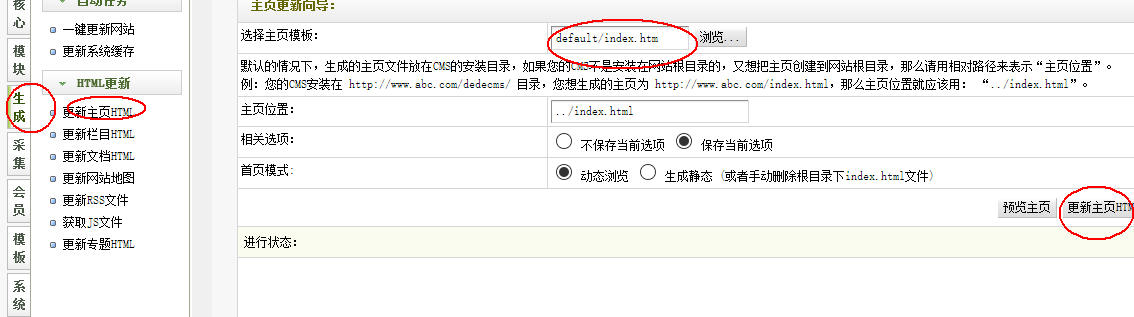 核心
模块
生成
采集
会员
模板
系统
自动任务
一键更新网站
更新系统缓存
HTML更新
更新主页HTML
更新栏目HTML
更新文档HTML
更新网站地图
更新RSS文件
获取JS文件
更新专题HTML
主页更新向导：
选择主页模板： default/index.htm 浏览...
默认的情况下，生成的主页文件放在CMS的安装目录，如果您的CMS不是安装在网站根目录的，又想把主页创建到网站根目录，那么请用相对路径来表示“主页位置”。
例：您的CMS安装在 http://www.abc.com/dedecms/ 目录，您想生成的主页为 http://www.abc.com/index.html，那么主页位置就应该用： “../index.html”。
主页位置： ../index.html
相关选项： 不保存当前选项 保存当前选项
首页模式： 动态浏览 生成静态 (或者手动删除根目录下index.html文件)
预览主页 更新主页HTM
进行状态：